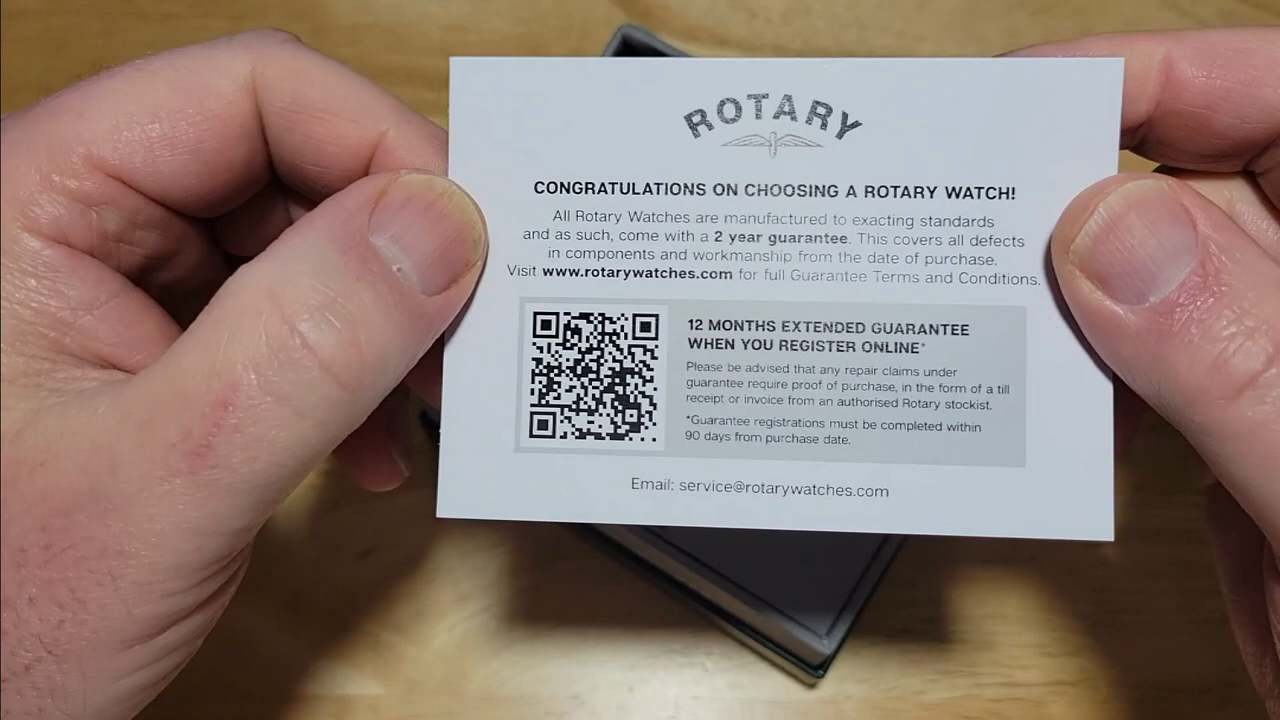 ROTARY
CONGRATULATIONS ON CHOOSING A ROTARY WATCH!
All Rotary Watches are manufactured to exacting standards
and as such, come with a 2 year guarantee. This covers all defects
in components and workmanship from the date of purchase.
Visit www.rotarywatches.com for full Guarantee Terms and Conditions.
12 MONTHS EXTENDED GUARANTEE
WHEN YOU REGISTER ONLINE*
Please be advised that any repair claims under
guarantee require proof of purchase, in the form of a till
receipt or invoice from an authorised Rotary stockist.
*Guarantee registrations must be completed within
90 days from purchase date.
Email: service@rotarywatches.com